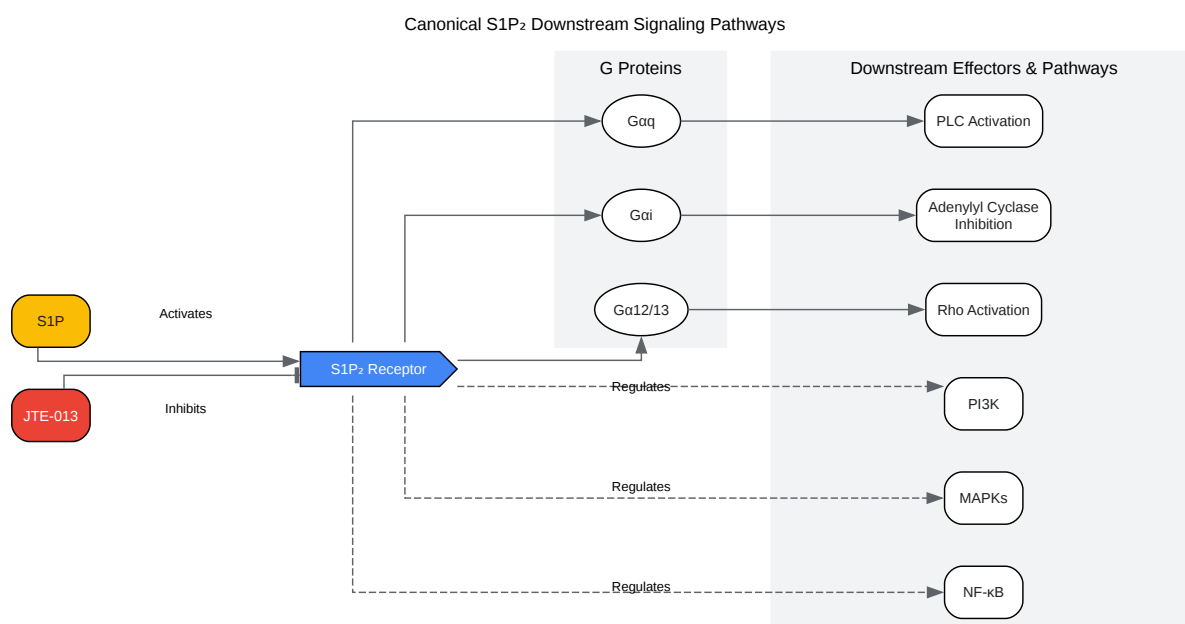 Canonical S1P₂ Downstream Signaling Pathways
G Proteins
Downstream Effectors & Pathways
Gαq
PLC Activation
Gαi
Adenylyl Cyclase
Inhibition
Gα12/13
Rho Activation
S1P
Activates
S1P₂ Receptor
JTE-013
Inhibits
Regulates
PI3K
Regulates
MAPKs
Regulates
NF-κB